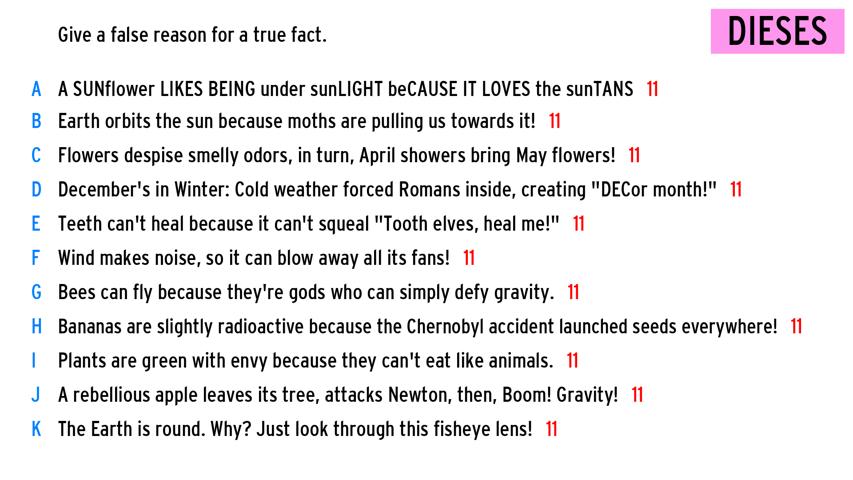 Give a false reason for a true fact.
DIESES
A A SUNflower LIKES BEING under sunLIGHT beCAUSE IT LOVES the sunTANS 11
B Earth orbits the sun because moths are pulling us towards it! 11
C Flowers despise smelly odors, in turn, April showers bring May flowers! 11
D December's in Winter: Cold weather forced Romans inside, creating "DECor month!" 11
E Teeth can't heal because it can't squeal "Tooth elves, heal me!" 11
F Wind makes noise, so it can blow away all its fans! 11
G Bees can fly because they're gods who can simply defy gravity. 11
H Bananas are slightly radioactive because the Chernobyl accident launched seeds everywhere! 11
I Plants are green with envy because they can't eat like animals. 11
J A rebellious apple leaves its tree, attacks Newton, then, Boom! Gravity! 11
K The Earth is round. Why? Just look through this fisheye lens! 11